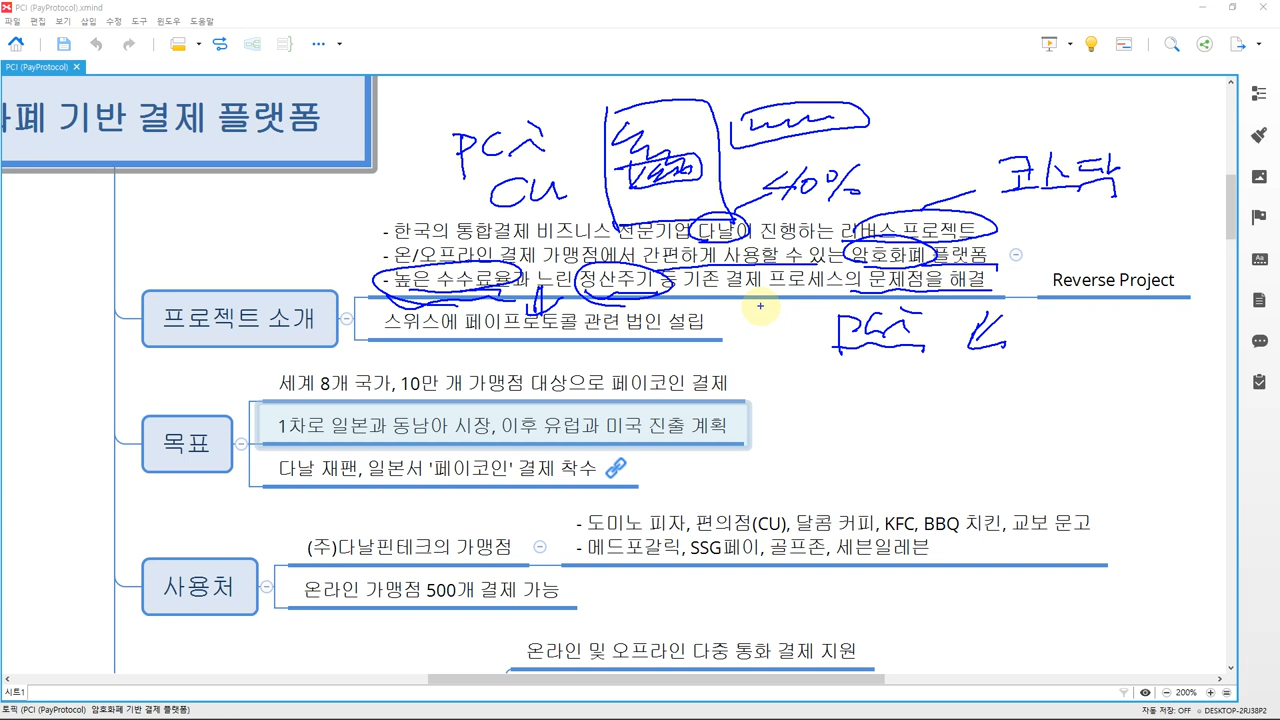 PCI (PayProtocol).xmind
파일 편집 보기 삽입 수정 도구 윈도우 도움말
PCI (PayProtocol)
화폐 기반 결제 플랫폼
PCI
CU
40%
코스닥
- 한국의 통합결제 비즈니스 전문기업 다날이 진행하는 리버스 프로젝트
- 온/오프라인 결제 가맹점에서 간편하게 사용할 수 있는 암호화폐 플랫폼
- 높은 수수료율과 느린 정산주기 등 기존 결제 프로세스의 문제점을 해결
Reverse Project
프로젝트 소개
스위스에 페이프로토콜 관련 법인 설립
PCI
세계 8개 국가, 10만 개 가맹점 대상으로 페이코인 결제
목표
1차로 일본과 동남아 시장, 이후 유럽과 미국 진출 계획
다날 재팬, 일본서 '페이코인' 결제 착수
- 도미노 피자, 편의점(CU), 달콤 커피, KFC, BBQ 치킨, 교보 문고
(주)다날핀테크의 가맹점
- 메드포갈릭, SSG페이, 골프존, 세븐일레븐
사용처
온라인 가맹점 500개 결제 가능
온라인 및 오프라인 다중 통화 결제 지원
시트1
200%
토픽 (PCI (PayProtocol) 암호화폐 기반 결제 플랫폼)
자동 저장: OFF
DESKTOP-2RJ38P2